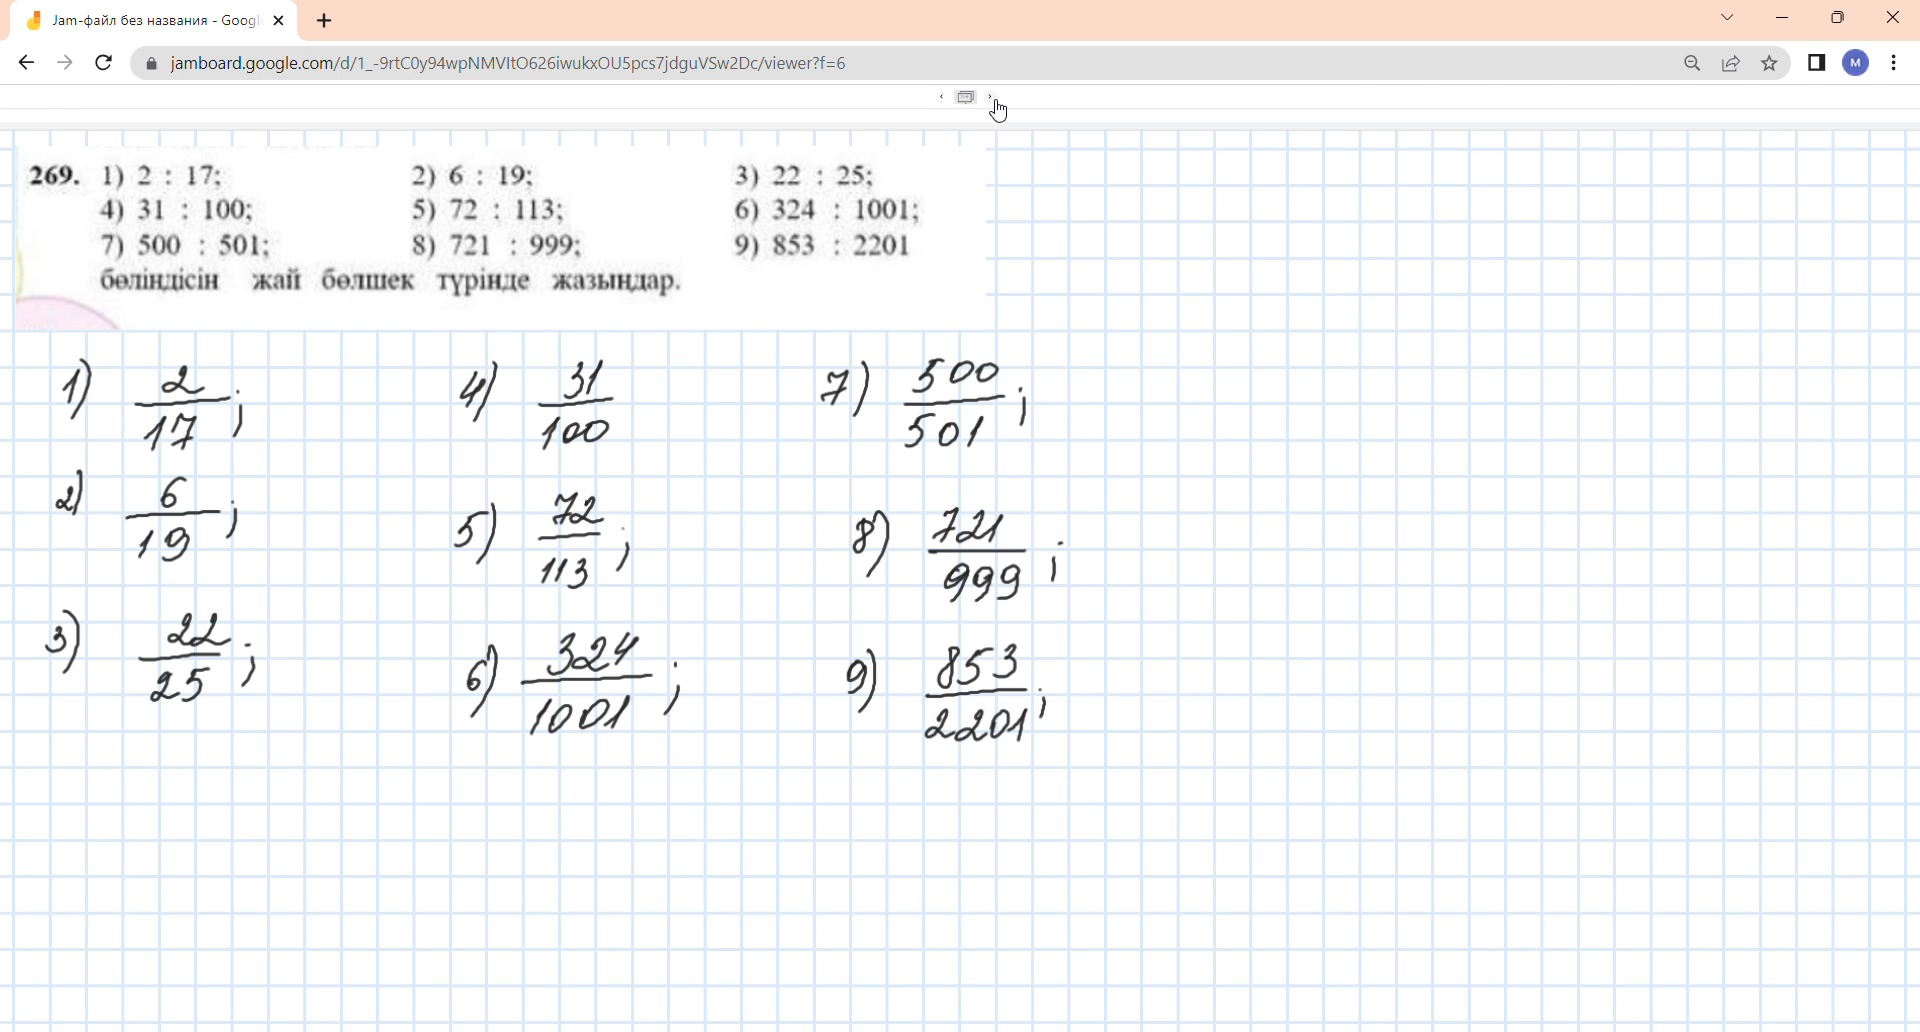 Jam-файл без названия - Googl
jamboard.google.com/d/1_-9rtC0y94wpNMVItO626iwukxOU5pcs7jdguVSw2Dc/viewer?f=6
M
269. 1) 2 : 17; 2) 6 : 19; 3) 22 : 25;
4) 31 : 100; 5) 72 : 113; 6) 324 : 1001;
7) 500 : 501; 8) 721 : 999; 9) 853 : 2201
бөліндісін жай бөлшек түрінде жазыңдар.
1) 2/17; 4) 31/100 7) 500/501;
2) 6/19; 5) 72/113; 8) 721/999;
3) 22/25; 6) 324/1001; 9) 853/2201;